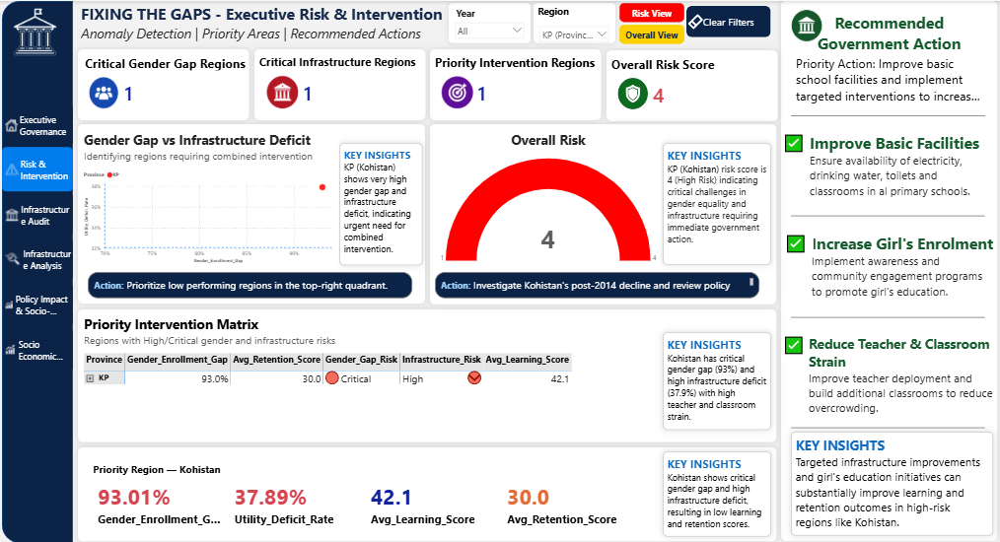 FIXING THE GAPS - Executive Risk & Intervention
Anomaly Detection | Priority Areas | Recommended Actions
Year
All
Region
KP (Provinc...
Risk View
Overall View
Clear Filters
Executive
Governance
Risk &
Intervention
Infrastructur
e Audit
Infrastructur
e Analysis
Policy Impact
& Socio-...
Socio
Economic...
Critical Gender Gap Regions
1
Critical Infrastructure Regions
1
Priority Intervention Regions
1
Overall Risk Score
4
Gender Gap vs Infrastructure Deficit
Identifying regions requiring combined intervention
Province KP
Utility_Deficit_Rate
38%
34%
32%
70%
75%
80%
85%
90%
Gender_Enrollment_Gap
KEY INSIGHTS
KP (Kohistan)
shows very high
gender gap and
infrastructure
deficit, indicating
urgent need for
combined
intervention.
Action: Prioritize low performing regions in the top-right quadrant.
Overall Risk
4
1
4
KEY INSIGHTS
KP (Kohistan) risk score is
4 (High Risk) indicating
critical challenges in
gender equality and
infrastructure requiring
immediate government
action.
Action: Investigate Kohistan's post-2014 decline and review policy
Priority Intervention Matrix
Regions with High/Critical gender and infrastructure risks
Province Gender_Enrollment_Gap Avg_Retention_Score Gender_Gap_Risk Infrastructure_Risk Avg_Learning_Score
KP 93.0% 30.0 Critical High 42.1
KEY INSIGHTS
Kohistan has critical
gender gap (93%) and
high infrastructure deficit
(37.9%) with high
teacher and classroom
strain.
Priority Region — Kohistan
93.01%
Gender_Enrollment_G...
37.89%
Utility_Deficit_Rate
42.1
Avg_Learning_Score
30.0
Avg_Retention_Score
KEY INSIGHTS
Kohistan shows critical
gender gap and high
infrastructure deficit,
resulting in low learning
and retention scores.
Recommended
Government Action
Priority Action: Improve basic
school facilities and implement
targeted interventions to increas...
Improve Basic Facilities
Ensure availability of electricity,
drinking water, toilets and
classrooms in al primary schools.
Increase Girl's Enrolment
Implement awareness and
community engagement programs
to promote girl's education.
Reduce Teacher & Classroom
Strain
Improve teacher deployment and
build additional classrooms to reduce
overcrowding.
KEY INSIGHTS
Targeted infrastructure improvements
and girl's education initiatives can
substantially improve learning and
retention outcomes in high-risk
regions like Kohistan.